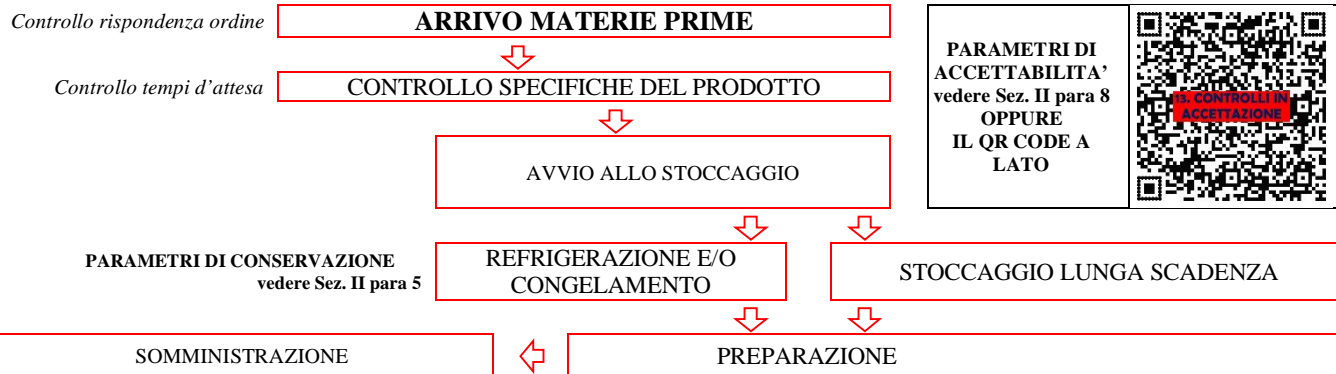 Controllo rispondenza ordine
ARRIVO MATERIE PRIME
Controllo tempi d'attesa
CONTROLLO SPECIFICHE DEL PRODOTTO
PARAMETRI DI
ACCETTABILITA'
vedere Sez. II para 8
OPPURE
IL QR CODE A
LATO
13. CONTROLLI IN
ACCETTAZIONE
AVVIO ALLO STOCCAGGIO
PARAMETRI DI CONSERVAZIONE
vedere Sez. II para 5
REFRIGERAZIONE E/O
CONGELAMENTO
STOCCAGGIO LUNGA SCADENZA
SOMMINISTRAZIONE
PREPARAZIONE